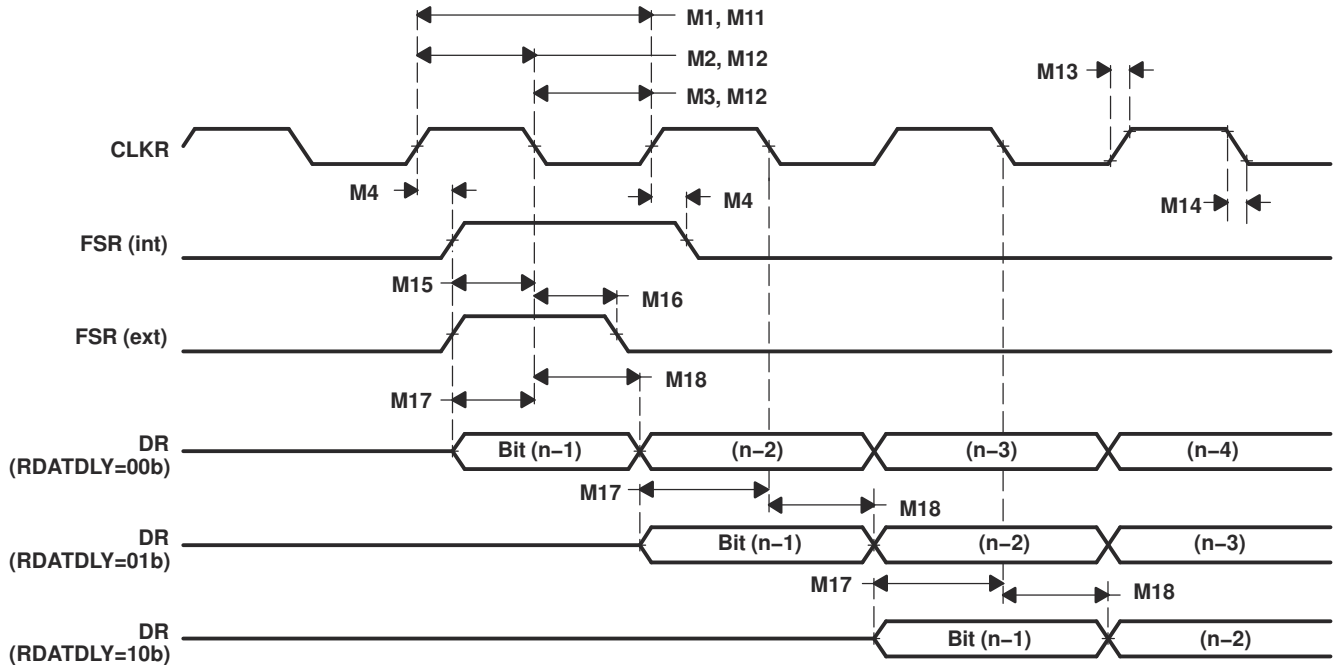 M1, M11
M2, M12
M13
M3, M12
CLKR
M4
M4
M14
FSR (int)
M15
M16
FSR (ext)
M18
M17
DR
(RDATDLY=00b)
Bit (n−1)
(n−2)
(n−3)
(n−4)
M17
M18
DR
(RDATDLY=01b)
Bit (n−1)
(n−2)
(n−3)
M17
M18
DR
(RDATDLY=10b)
Bit (n−1)
(n−2)